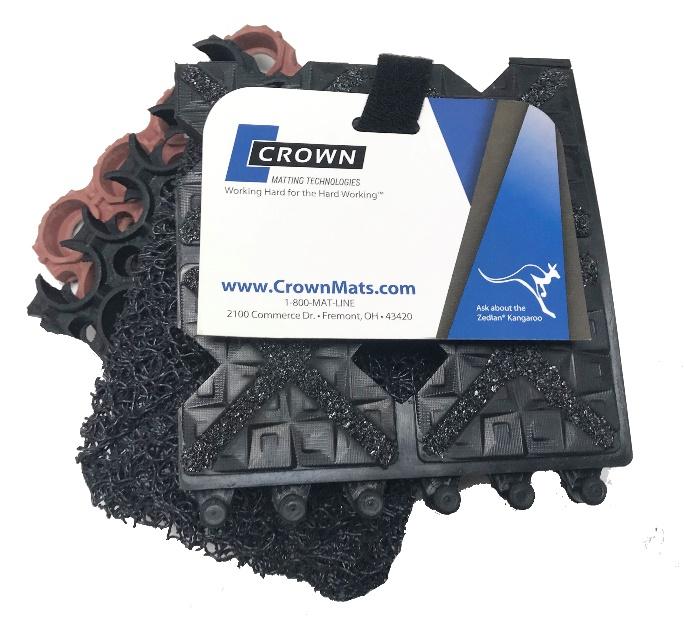 CROWN
MATTING TECHNOLOGIES
Working Hard for the Hard Working™
www.CrownMats.com
1-800-MAT-LINE
2100 Commerce Dr. • Fremont, OH • 43420
Ask about the
Zedlan® Kangaroo